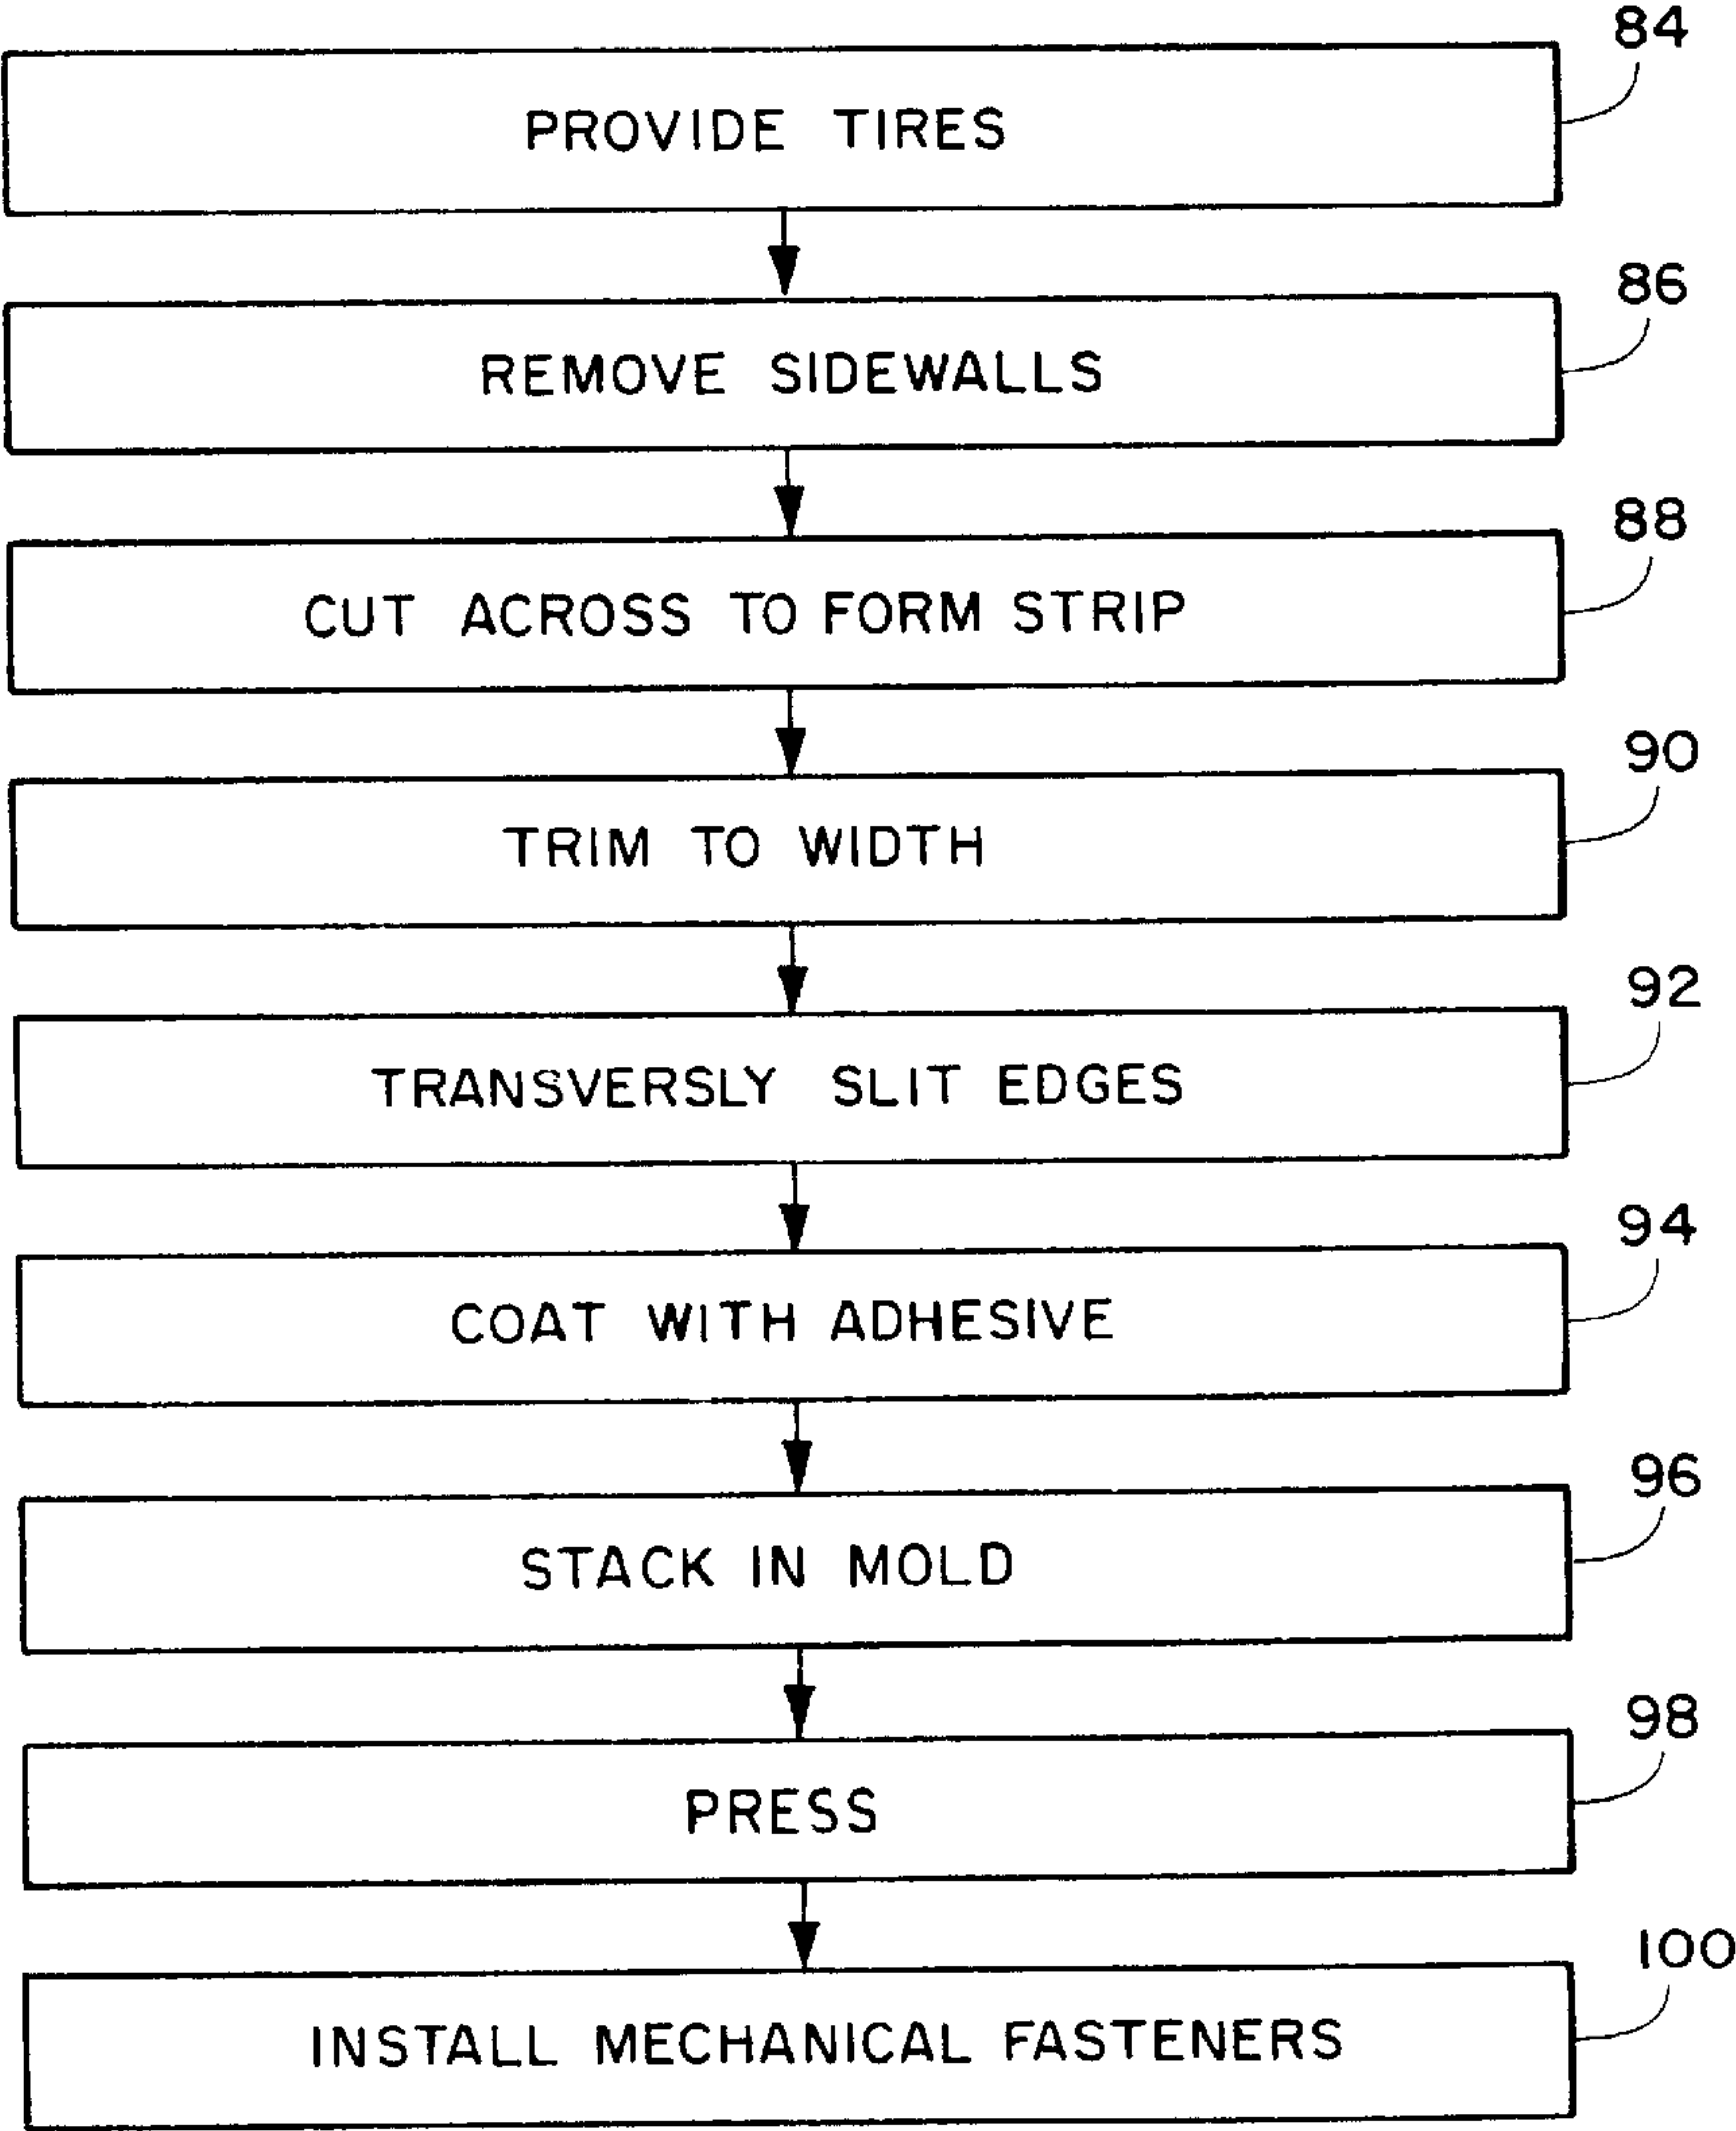 84
PROVIDE TIRES
86
REMOVE SIDEWALLS
88
CUT ACROSS TO FORM STRIP
90
TRIM TO WIDTH
92
TRANSVERSLY SLIT EDGES
94
COAT WITH ADHESIVE
96
STACK IN MOLD
98
PRESS
100
INSTALL MECHANICAL FASTENERS